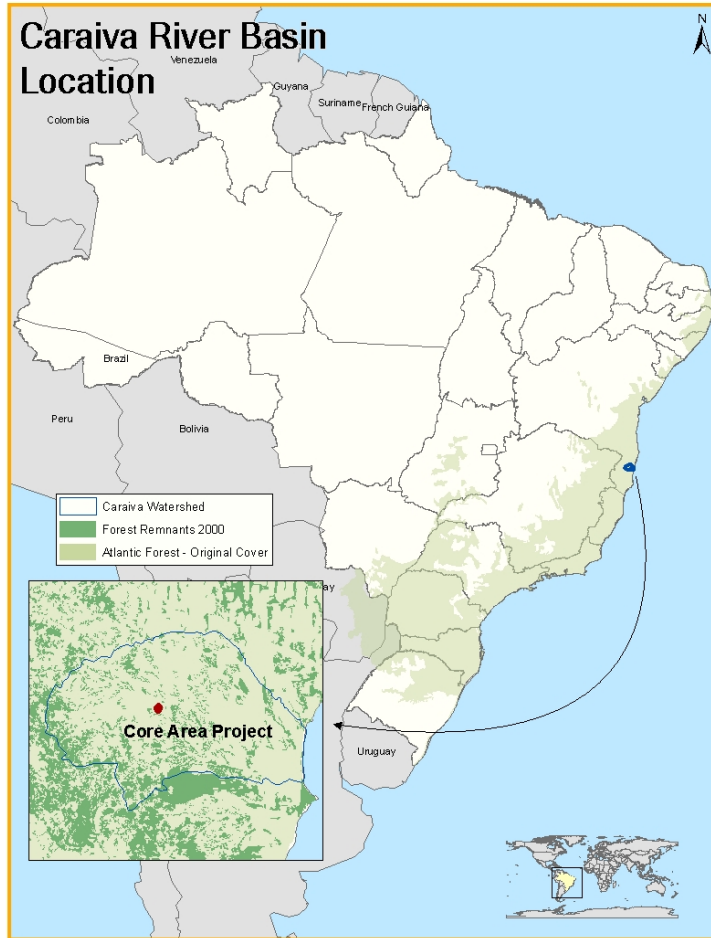 Caraiva River Basin
Location
N
Venezuela
Guyana
Suriname
French Guiana
Colombia
Brazil
Peru
Bolivia
Caraiva Watershed
Forest Remnants 2000
Atlantic Forest - Original Cover
ay
Core Area Project
Uruguay